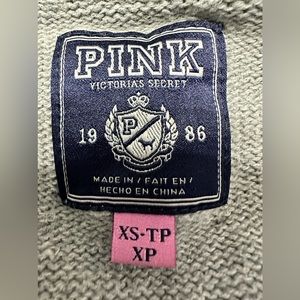 PINK
VICTORIA'S SECRET
19 86
P
MADE IN / FAIT EN /
HECHO EN CHINA
XS-TP
XP